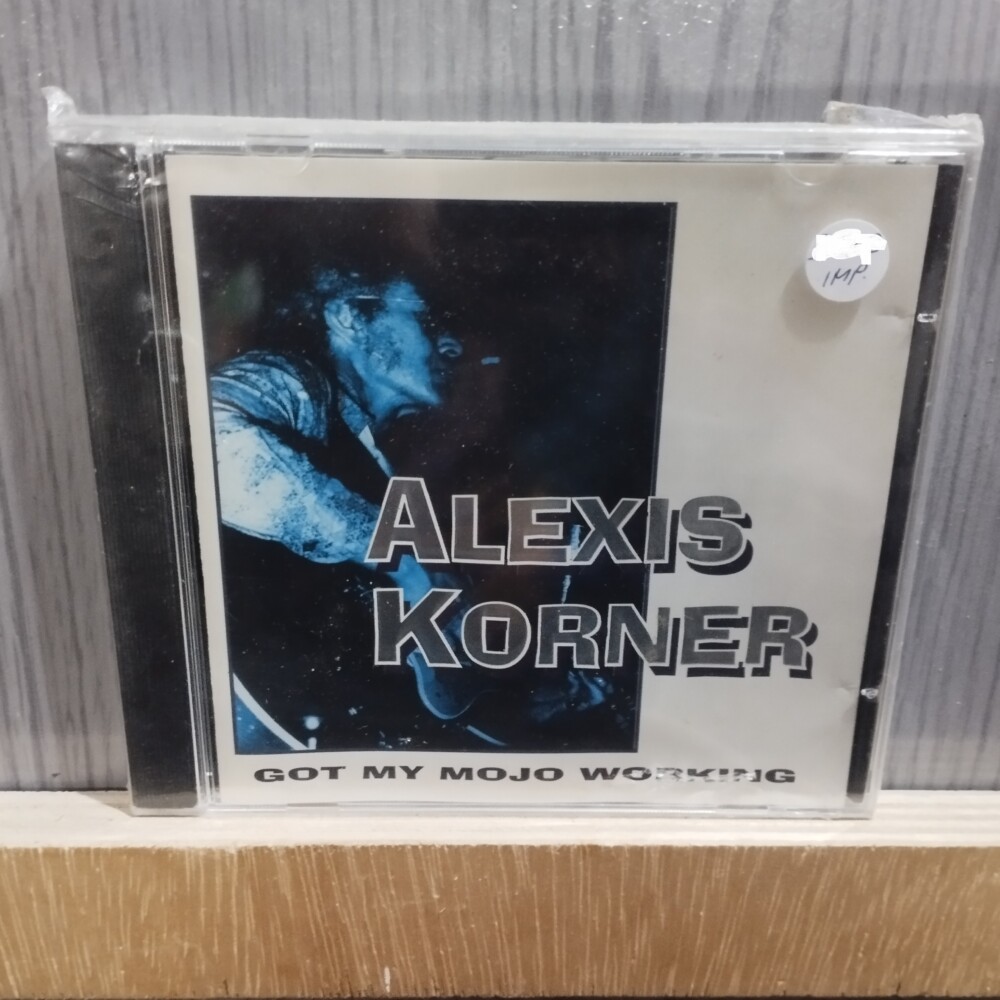 IMP.
ALEXIS
KORNER
GOT MY MOJO WORKING